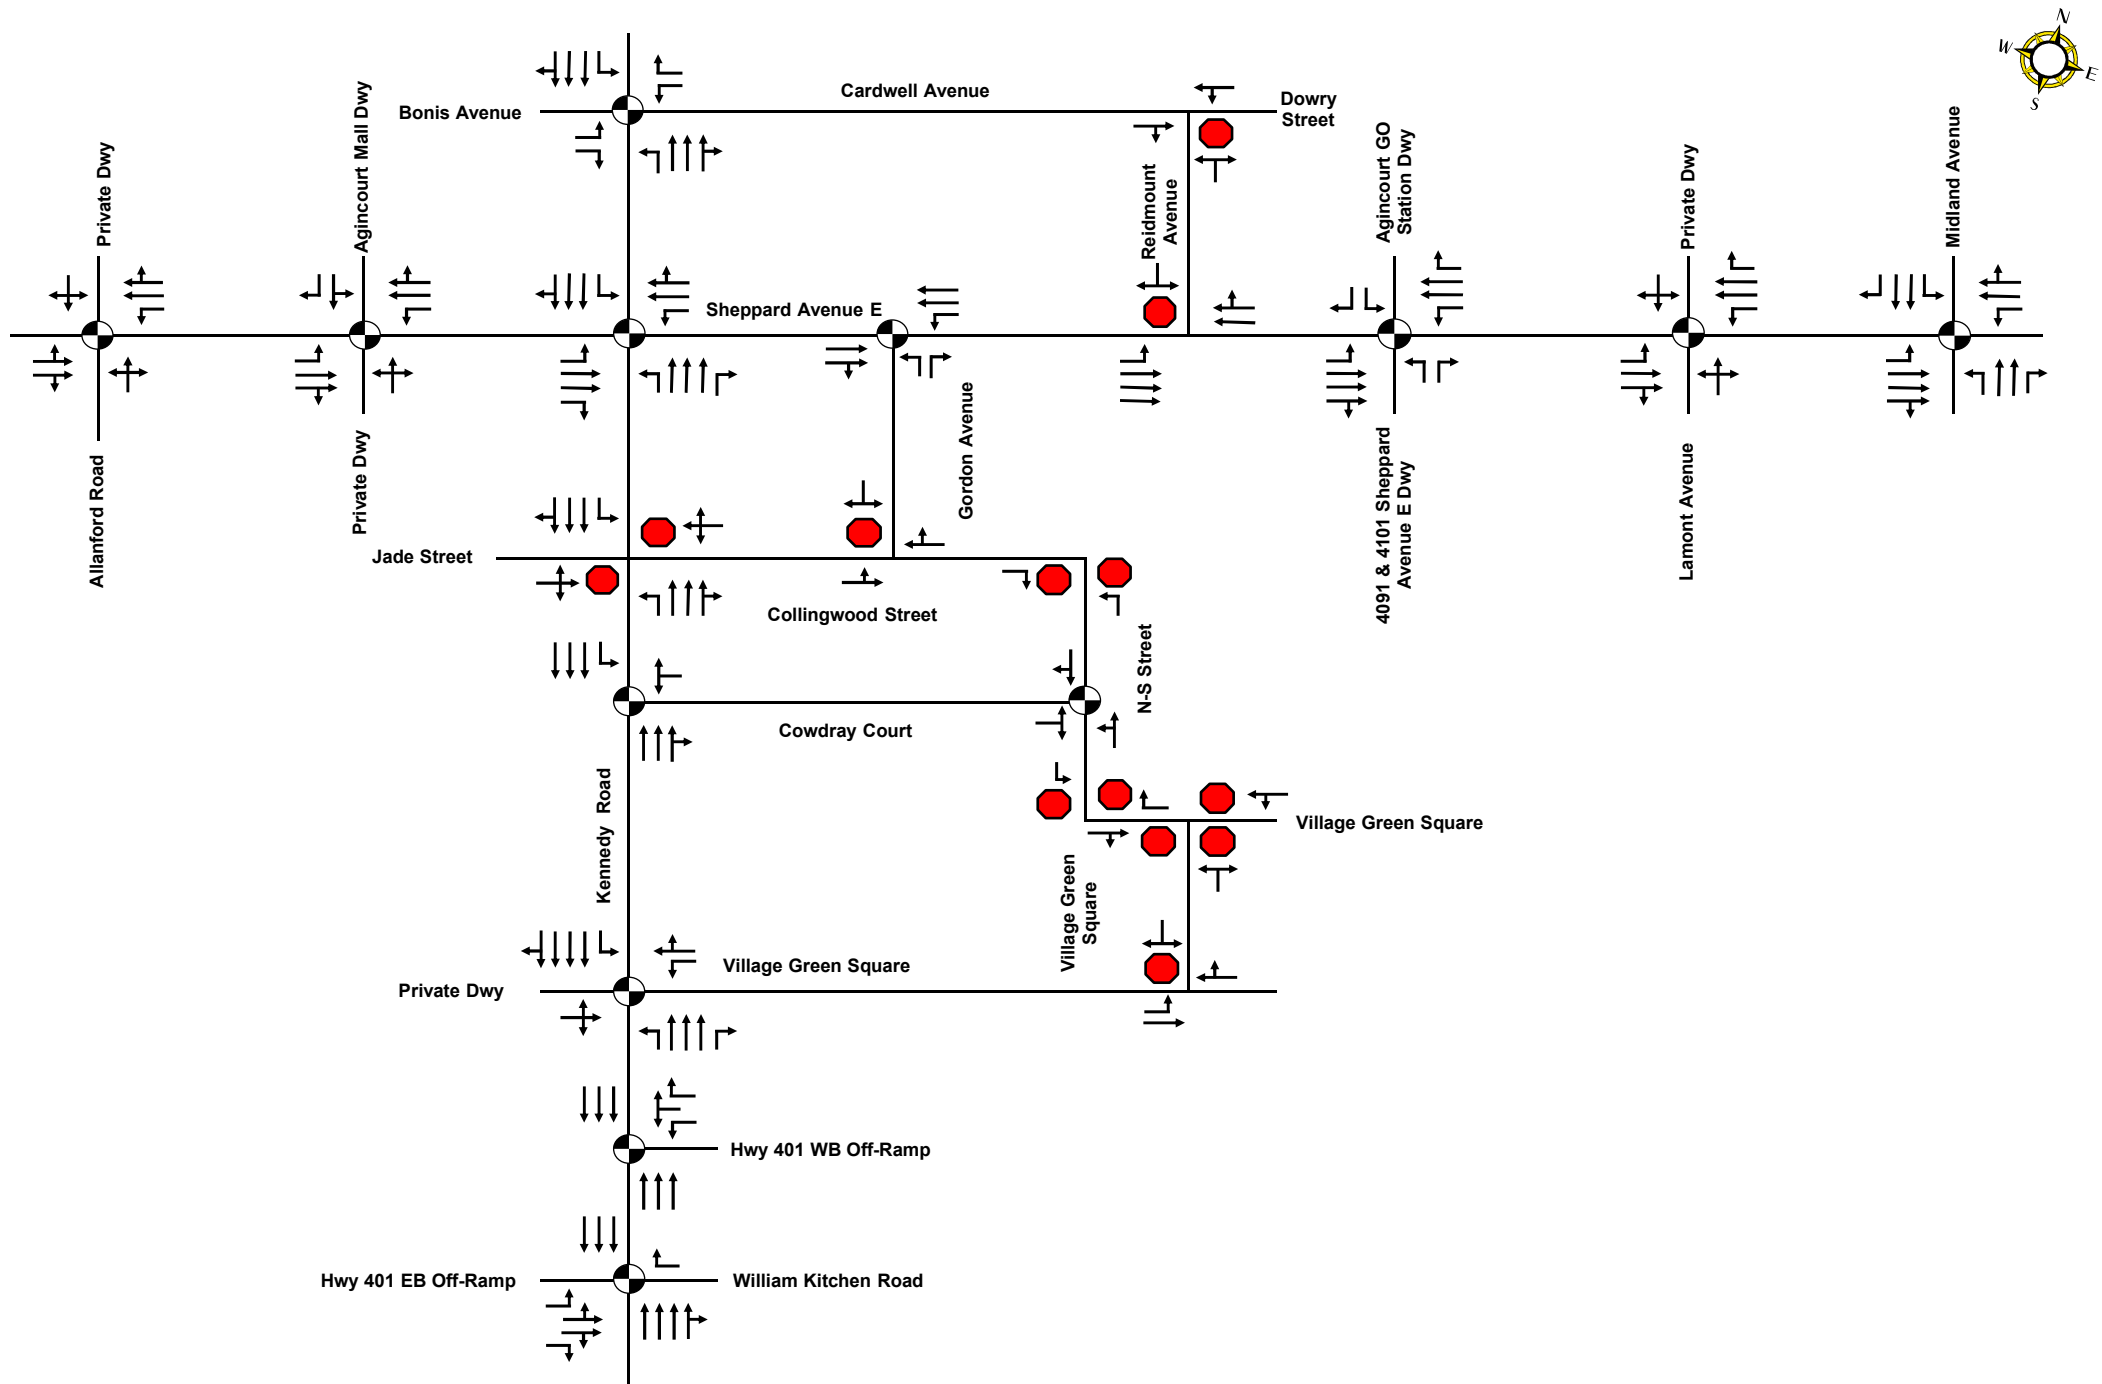 N
W
E
S
Cardwell Avenue
Bonis Avenue
Dowry
Street
Private Dwy
Agincourt Mall Dwy
Reidmount
Avenue
Agincourt GO
Station Dwy
Private Dwy
Midland Avenue
Sheppard Avenue E
Allanford Road
Private Dwy
Gordon Avenue
4091 & 4101 Sheppard
Avenue E Dwy
Lamont Avenue
Jade Street
Collingwood Street
N-S Street
Cowdray Court
Kennedy Road
Village Green Square
Village Green
Square
Village Green Square
Private Dwy
Hwy 401 WB Off-Ramp
Hwy 401 EB Off-Ramp
William Kitchen Road